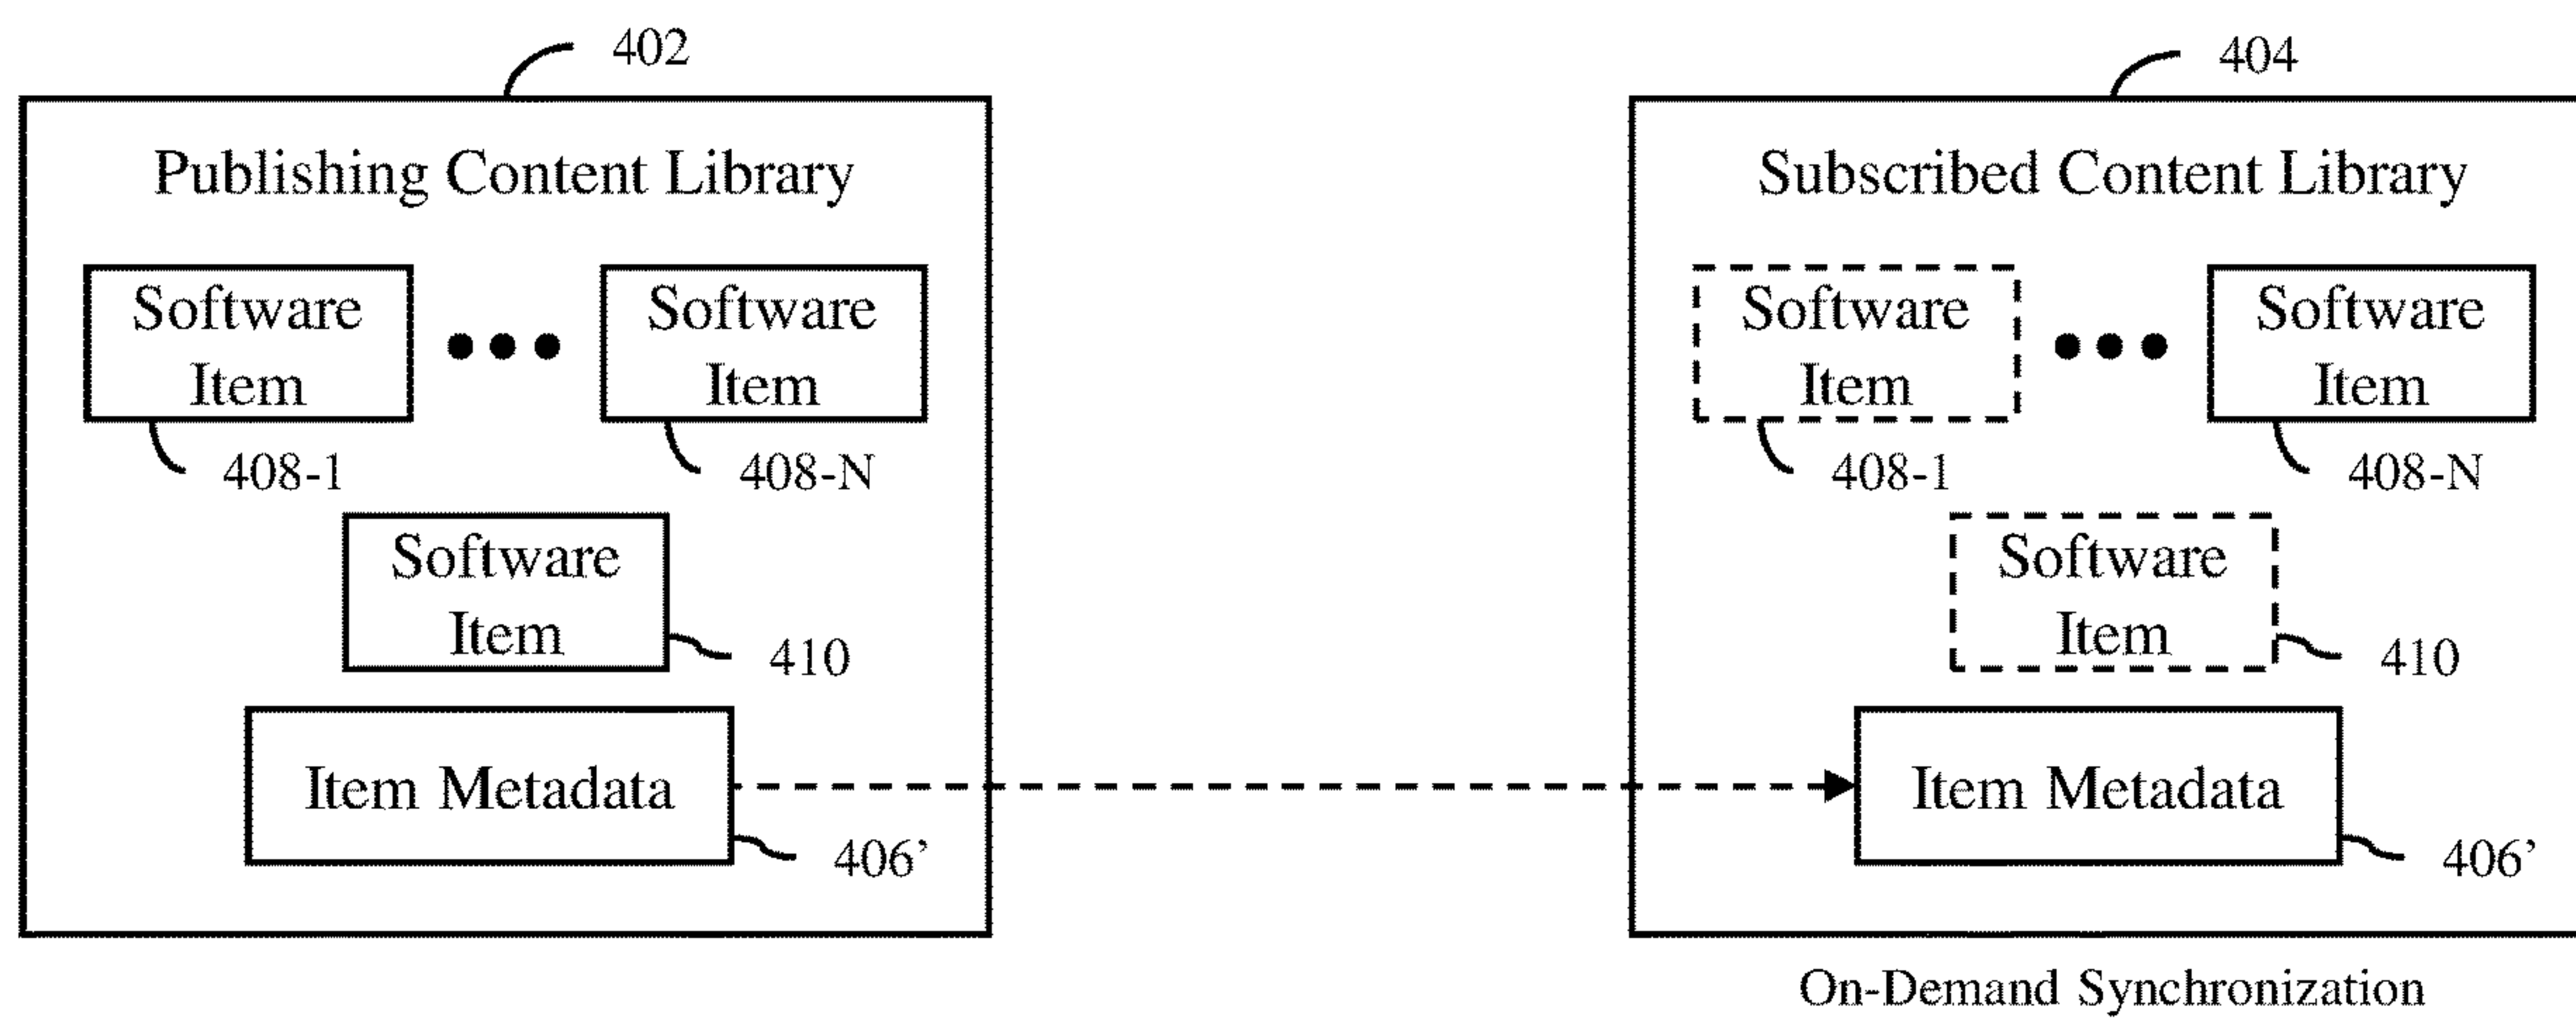 402
Publishing Content Library
Software
Item
408-1
Software
Item
408-N
Software
Item
410
Item Metadata
406’
404
Subscribed Content Library
Software
Item
408-1
Software
Item
408-N
Software
Item
410
Item Metadata
406’
On-Demand Synchronization